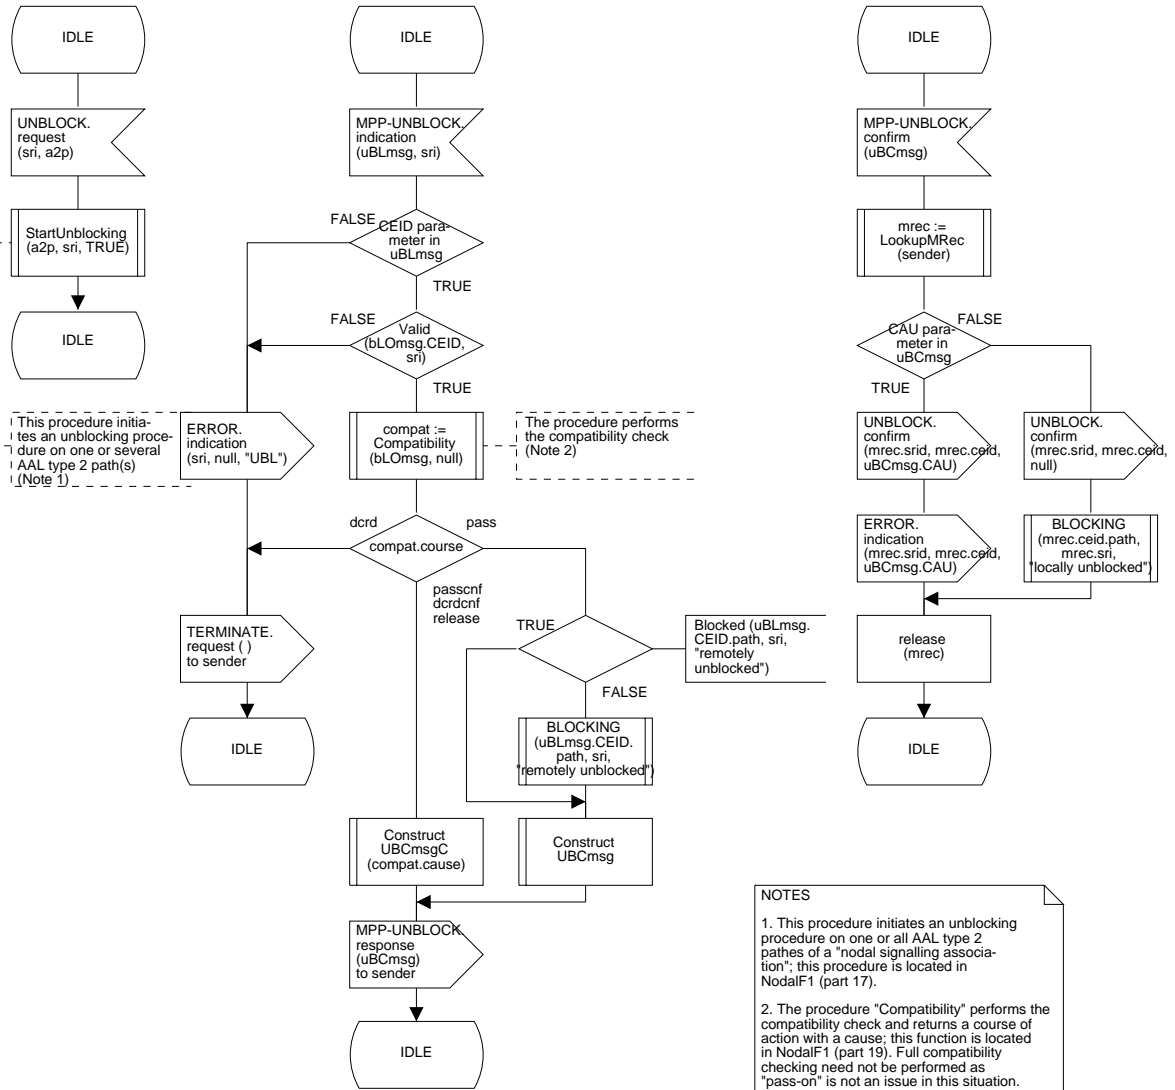 IDLE
UNBLOCK.
request
(sri, a2p)
StartUnblocking
(a2p, sri, TRUE)
IDLE
This procedure initia-
tes an unblocking proce-
dure on one or several
AAL type 2 path(s)
(Note 1)
IDLE
MPP-UNBLOCK.
indication
(uBLmsg, sri)
FALSE
CEID para-
meter in
uBLmsg
TRUE
FALSE
Valid
(bLOmsg.CEID,
sri)
TRUE
ERROR.
indication
(sri, null, "UBL")
compat :=
Compatibility
(bLOmsg, null)
The procedure performs
the compatibility check
(Note 2)
dcrd
pass
compat.course
passcnf
dcrdcnf
release
TERMINATE.
request ( )
to sender
IDLE
TRUE
Blocked (uBLmsg.
CEID.path, sri,
"remotely
unblocked")
FALSE
BLOCKING
(uBLmsg.CEID.
path, sri,
"remotely unblocked")
Construct
UBCmsgC
(compat.cause)
Construct
UBCmsg
MPP-UNBLOCK.
response
(uBCmsg)
to sender
IDLE
IDLE
MPP-UNBLOCK.
confirm
(uBCmsg)
mrec :=
LookupMRec
(sender)
CAU para-
meter in
uBCmsg
FALSE
TRUE
UNBLOCK.
confirm
(mrec.srid, mrec.ceid,
uBCmsg.CAU)
UNBLOCK.
confirm
(mrec.srid, mrec.ceid,
null)
ERROR.
indication
(mrec.srid, mrec.ceid,
uBCmsg.CAU)
BLOCKING
(mrec.ceid.path,
mrec.sri,
"locally unblocked")
release
(mrec)
IDLE
NOTES
1. This procedure initiates an unblocking
procedure on one or all AAL type 2
pathes of a "nodal signalling associa-
tion"; this procedure is located in
NodalF1 (part 17).
2. The procedure "Compatibility" performs the
compatibility check and returns a course of
action with a cause; this function is located
in NodalF1 (part 19). Full compatibility
checking need not be performed as
"pass-on" is not an issue in this situation.